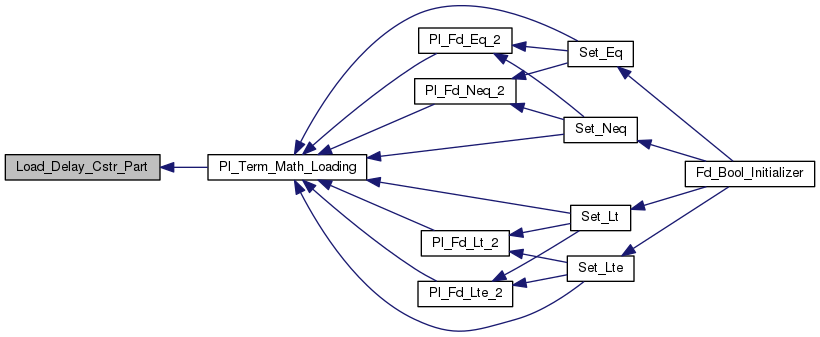 Load_Delay_Cstr_Part
Pl_Term_Math_Loading
Pl_Fd_Eq_2
Pl_Fd_Neq_2
Pl_Fd_Lt_2
Pl_Fd_Lte_2
Set_Eq
Set_Neq
Set_Lt
Set_Lte
Fd_Bool_Initializer